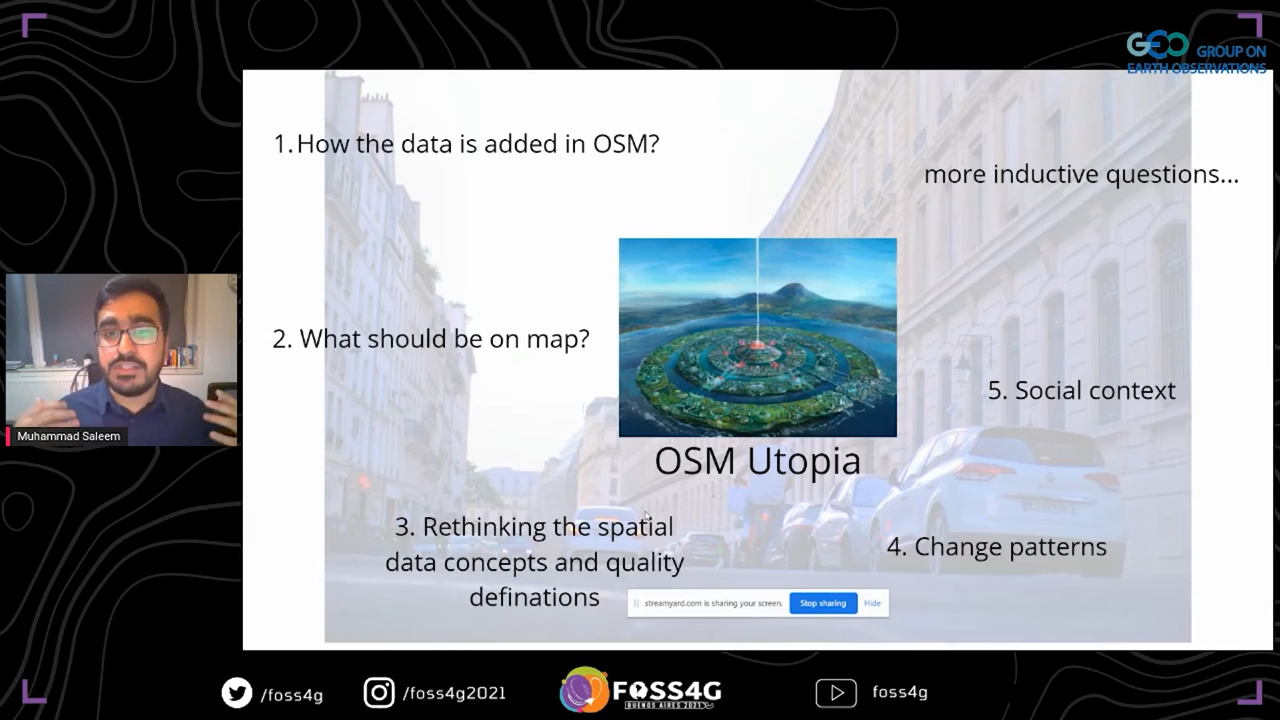 GEO GROUP ON
EARTH OBSERVATIONS
1. How the data is added in OSM?
more inductive questions...
2. What should be on map?
5. Social context
OSM Utopia
3. Rethinking the spatial
data concepts and quality
definations
4. Change patterns
streamyard.com is sharing your screen. Stop sharing Hide
Muhammad Saleem
/foss4g
/foss4g2021
FOSS4G
BUENOS AIRES 2021
foss4g